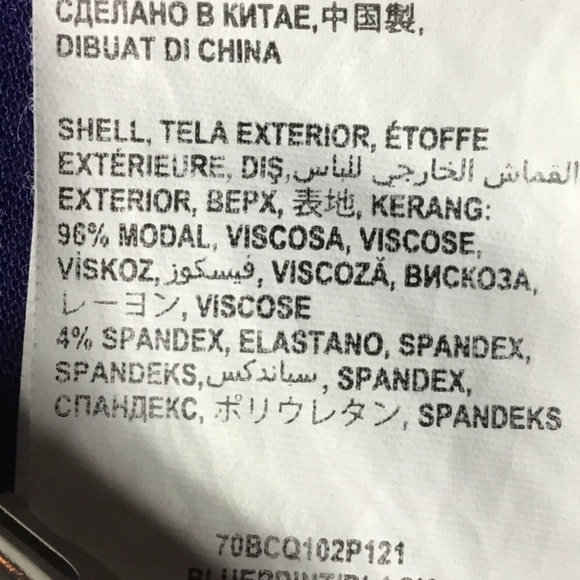 СДЕЛАНО В КИТАЕ,中国製,
DIBUAT DI CHINA
SHELL, TELA EXTERIOR, ÉTOFFE
EXTÉRIEURE, DIŞ,القماش الخارجي للباس
EXTERIOR, ВЕРХ, 表地, KERANG:
96% MODAL, VISCOSA, VISCOSE,
VİSKOZ,فيسكوز, VISCOZĂ, ВИСКОЗА,
レーヨン, VISCOSE
4% SPANDEX, ELASTANO, SPANDEX,
SPANDEKS,سباندكس, SPANDEX,
СПАНДЕКС, ポリウレタン, SPANDEKS
70BCQ102P121